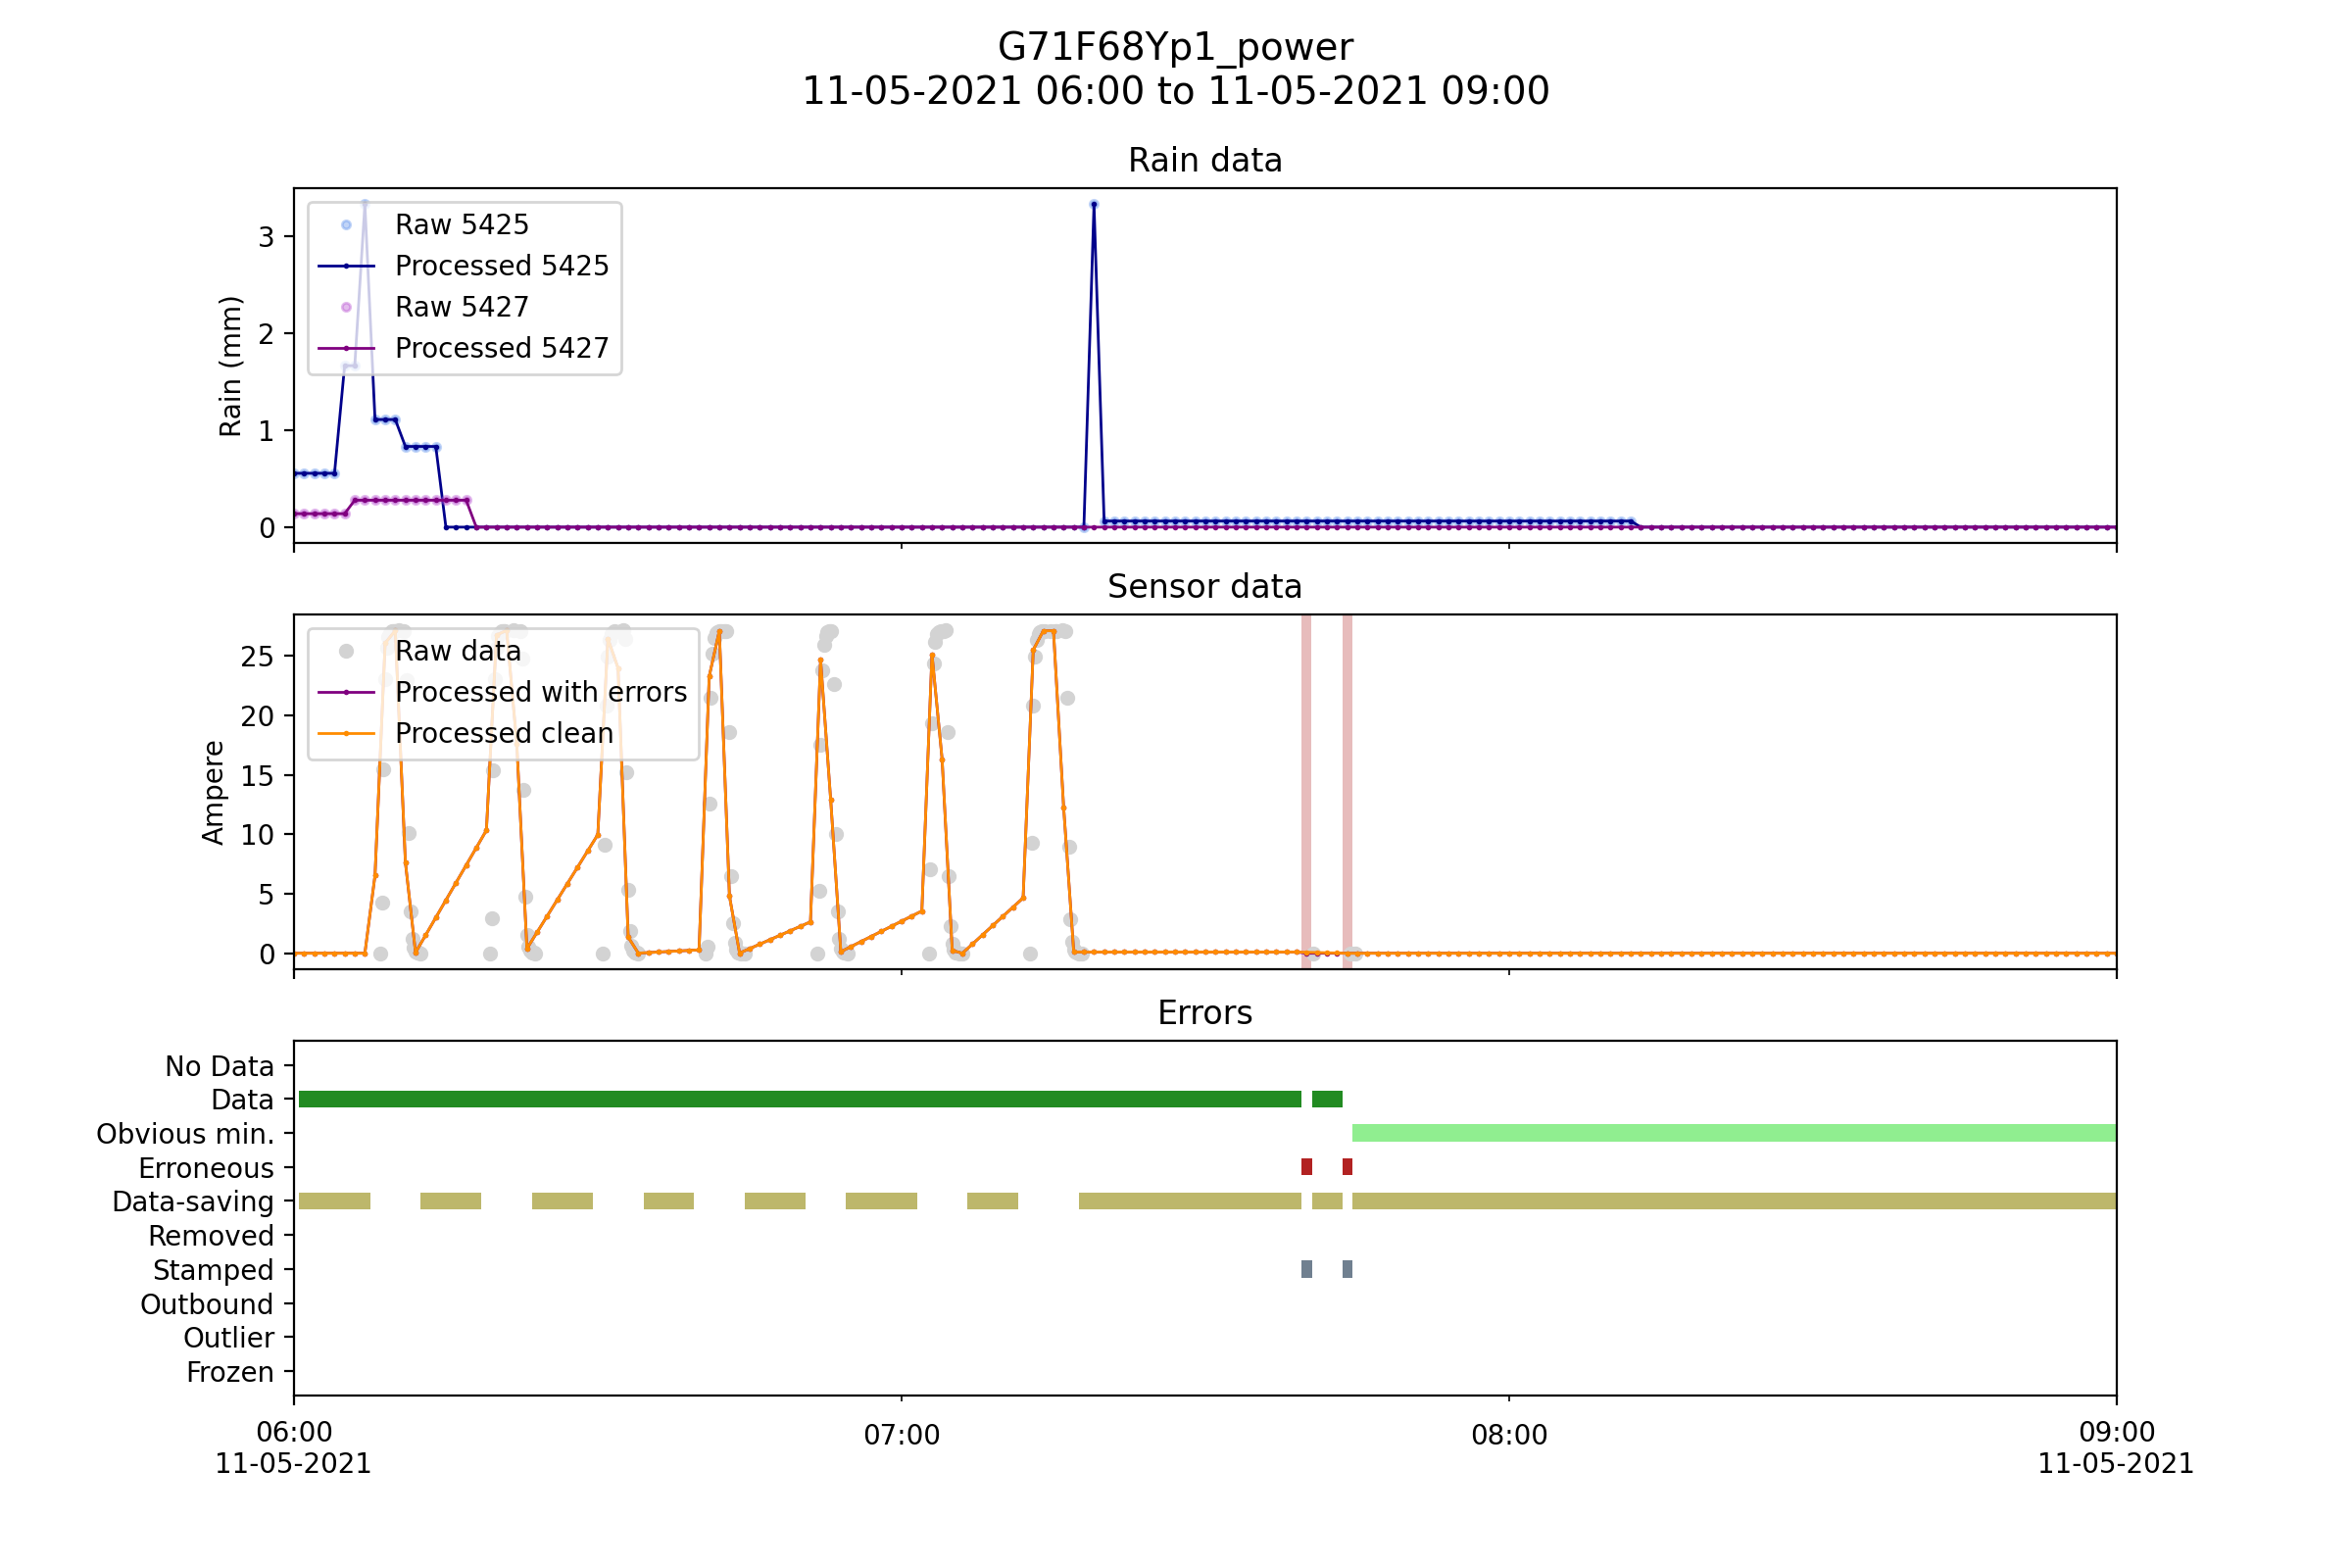 G71F68Yp1_power
11-05-2021 06:00 to 11-05-2021 09:00
Rain data
Rain (mm)
3
2
1
0
Raw 5425
Processed 5425
Raw 5427
Processed 5427
Sensor data
Ampere
25
20
15
10
5
0
Raw data
Processed with errors
Processed clean
Errors
No Data
Data
Obvious min.
Erroneous
Data-saving
Removed
Stamped
Outbound
Outlier
Frozen
06:00
11-05-2021
07:00
08:00
09:00
11-05-2021